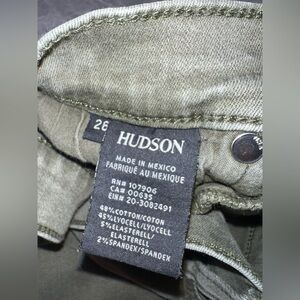 26
HUDSON
MADE IN MEXICO
FABRIQUÉ AU MEXIQUE
RN# 107906
CA# 00635
EIN# 20-3082491
48%COTTON/COTON
45%LYOCELL/LYOCELL
5%ELASTERELL/
ELASTERELL
2%SPANDEX/SPANDEX